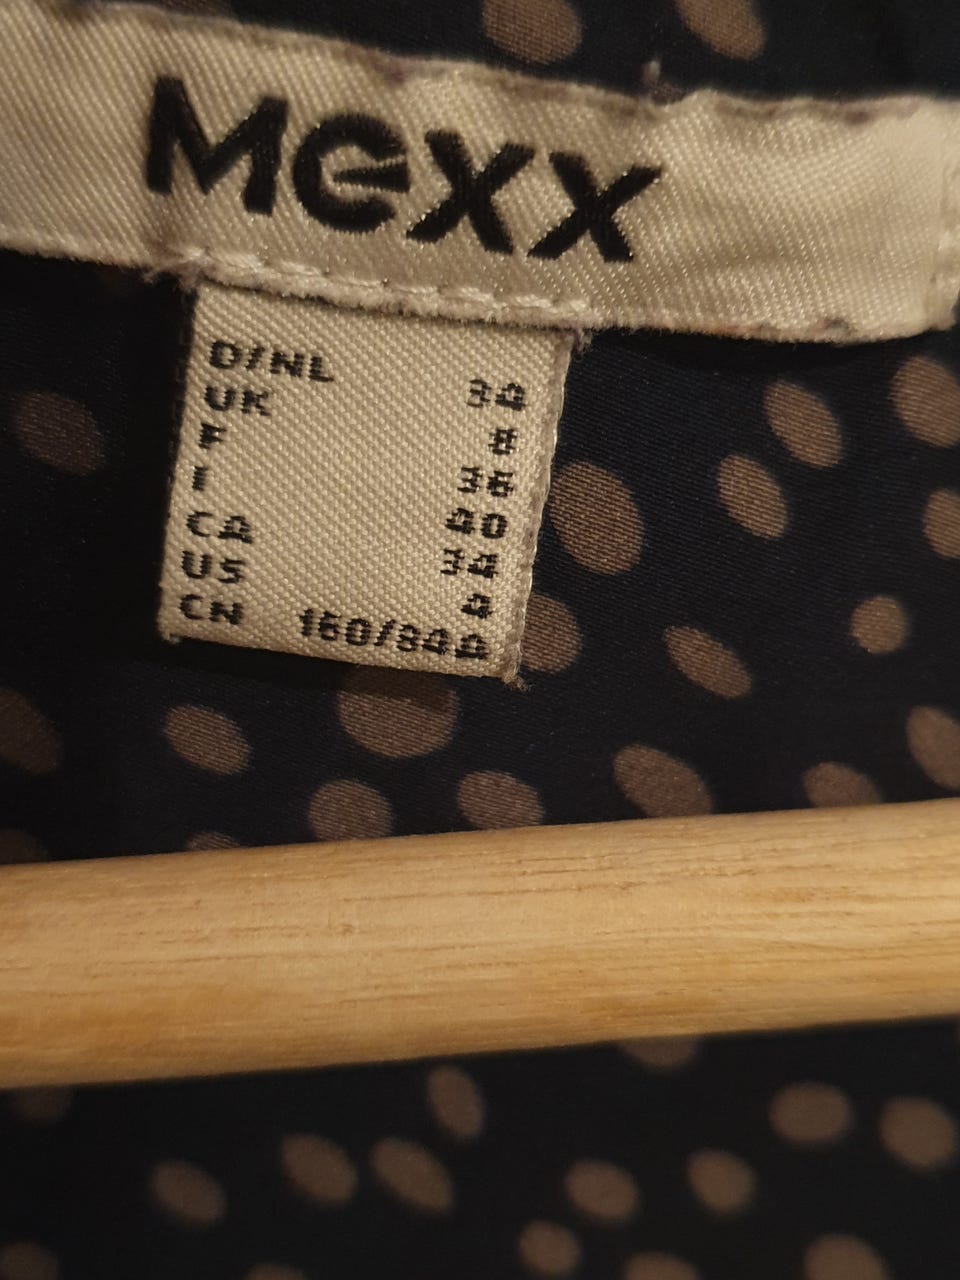 Mexx
D/NL 34
UK 8
F 36
I 40
CA 34
US 4
CN 160/84A